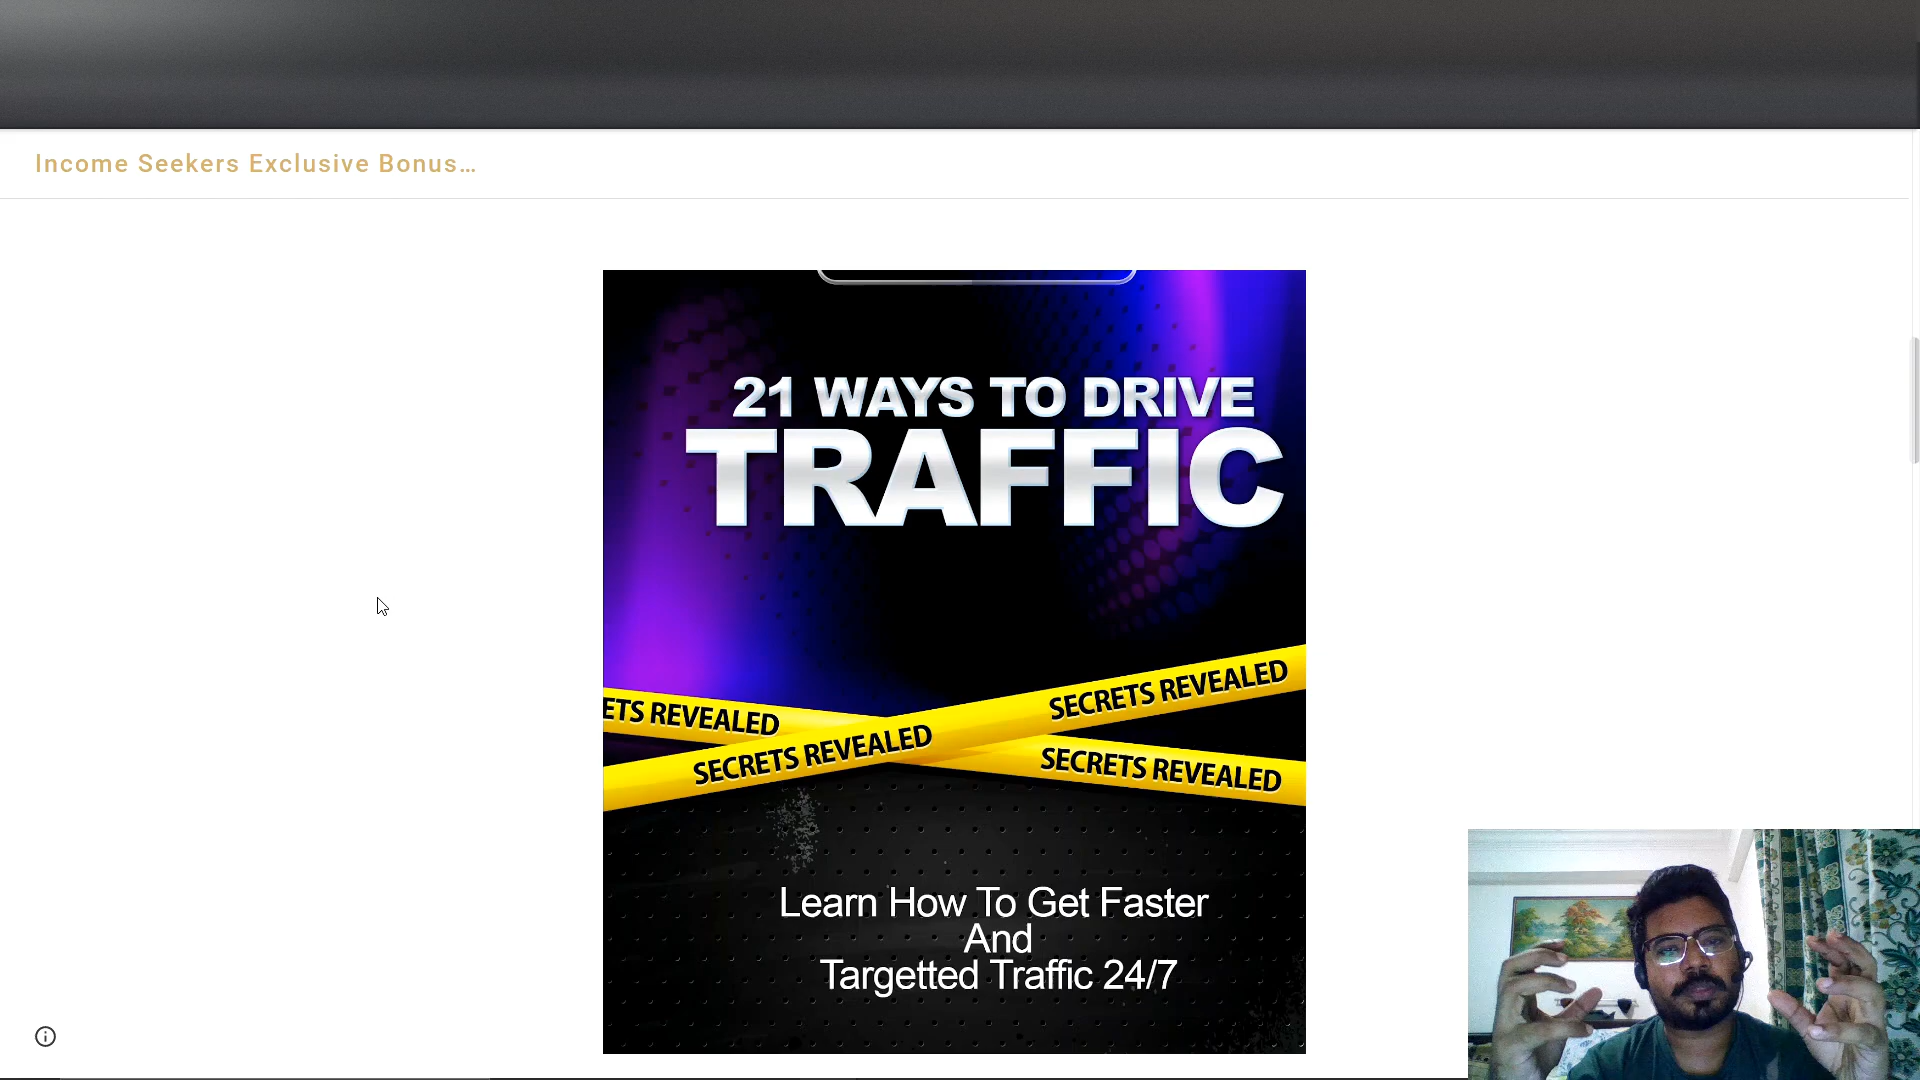 Income Seekers Exclusive Bonus…
21 WAYS TO DRIVE
TRAFFIC
ETS REVEALED
SECRETS REVEALED
SECRETS REVEALED
SECRETS REVEALED
Learn How To Get Faster
And
Targetted Traffic 24/7